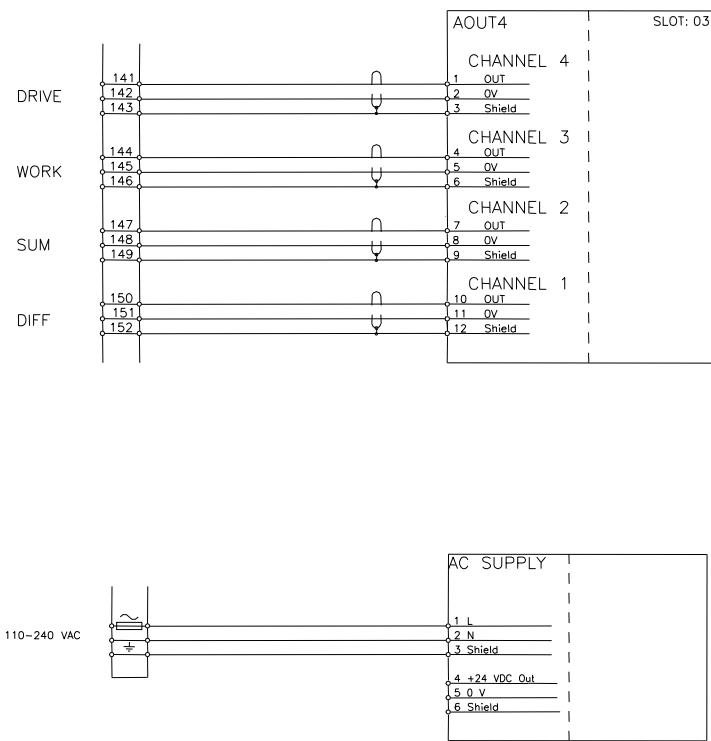 AOUT4 SLOT: 03
CHANNEL 4
141 1 OUT
DRIVE 142 2 0V
143 3 Shield
CHANNEL 3
144 4 OUT
WORK 145 5 0V
146 6 Shield
CHANNEL 2
147 7 OUT
SUM 148 8 0V
149 9 Shield
CHANNEL 1
150 10 OUT
DIFF 151 11 0V
152 12 Shield
AC SUPPLY
1 L
110-240 VAC 2 N
3 Shield
4 +24 VDC Out
5 0 V
6 Shield